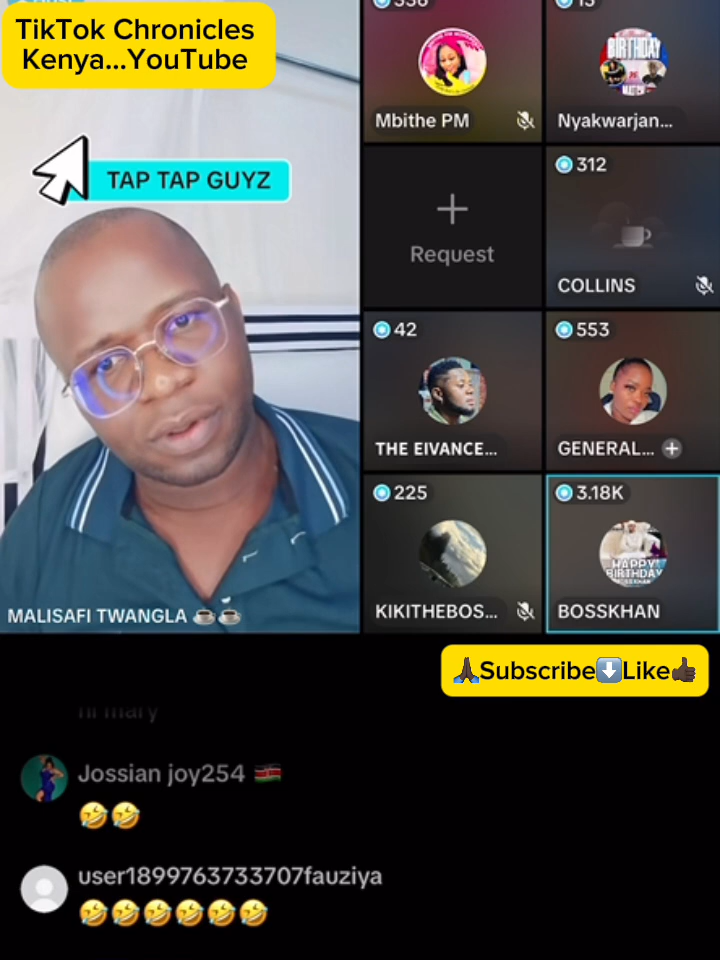 TikTok Chronicles
Kenya...YouTube
TAP TAP GUYZ
MALISAFI TWANGLA ☕☕
Mbithe PM
BIRTHDAY
Nyakwarjan...
Request
312
COLLINS
42
THE EIVANCE...
553
GENERAL...
225
KIKITHEBOS...
3.18K
HAPPY
BIRTHDAY
BOSSKHAN
🙏🏿Subscribe⬇️Like👍🏿
hi mary
Jossian joy254 🇰🇪
🤣🤣
user1899763733707fauziya
🤣🤣🤣🤣🤣🤣